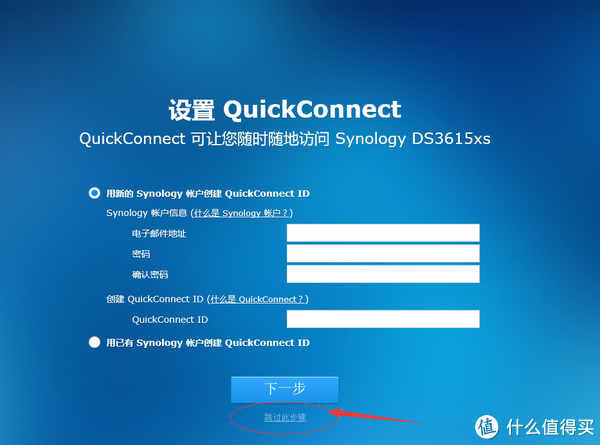 设置 QuickConnect
QuickConnect 可让您随时随地访问 Synology DS3615xs
用新的 Synology 帐户创建 QuickConnect ID
Synology 帐户信息 (什么是 Synology 帐户？)
电子邮件地址
密码
确认密码
创建 QuickConnect ID (什么是 QuickConnect？)
QuickConnect ID
用已有 Synology 帐户创建 QuickConnect ID
下一步
跳过此步骤
值 什么值得买